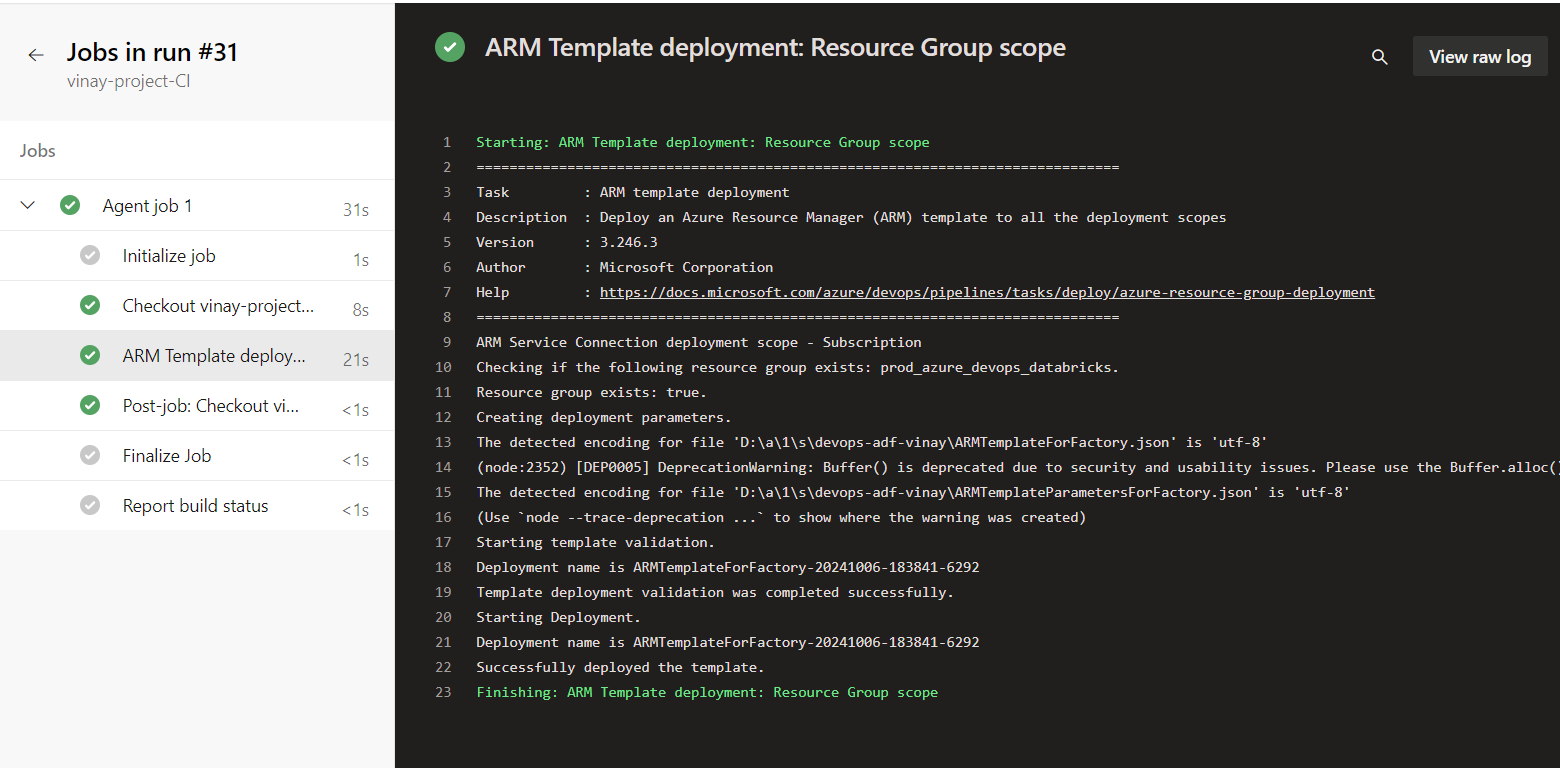 Jobs in run #31
vinay-project-CI
Jobs
Agent job 1 31s
Initialize job 1s
Checkout vinay-project... 8s
ARM Template deploy... 21s
Post-job: Checkout vi... <1s
Finalize Job <1s
Report build status <1s
ARM Template deployment: Resource Group scope
View raw log
1 Starting: ARM Template deployment: Resource Group scope
2 ==============================================================================
3 Task : ARM template deployment
4 Description : Deploy an Azure Resource Manager (ARM) template to all the deployment scopes
5 Version : 3.246.3
6 Author : Microsoft Corporation
7 Help : https://docs.microsoft.com/azure/devops/pipelines/tasks/deploy/azure-resource-group-deployment
8 ==============================================================================
9 ARM Service Connection deployment scope - Subscription
10 Checking if the following resource group exists: prod_azure_devops_databricks.
11 Resource group exists: true.
12 Creating deployment parameters.
13 The detected encoding for file 'D:\a\1\s\devops-adf-vinay\ARMTemplateForFactory.json' is 'utf-8'
14 (node:2352) [DEP0005] DeprecationWarning: Buffer() is deprecated due to security and usability issues. Please use the Buffer.alloc()
15 The detected encoding for file 'D:\a\1\s\devops-adf-vinay\ARMTemplateParametersForFactory.json' is 'utf-8'
16 (Use `node --trace-deprecation ...` to show where the warning was created)
17 Starting template validation.
18 Deployment name is ARMTemplateForFactory-20241006-183841-6292
19 Template deployment validation was completed successfully.
20 Starting Deployment.
21 Deployment name is ARMTemplateForFactory-20241006-183841-6292
22 Successfully deployed the template.
23 Finishing: ARM Template deployment: Resource Group scope